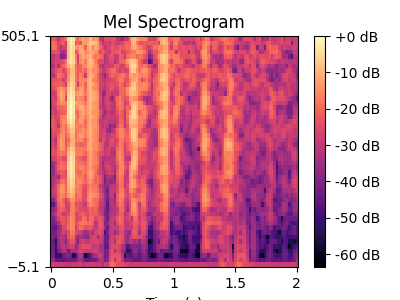 Mel Spectrogram
505.1
−5.1
0
0.5
1
1.5
2
+0 dB
-10 dB
-20 dB
-30 dB
-40 dB
-50 dB
-60 dB